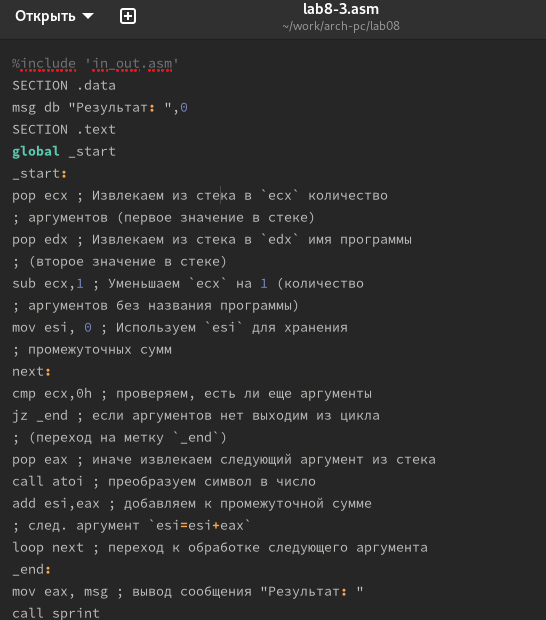 Открыть
lab8-3.asm
~/work/arch-pc/lab08
%include 'in_out.asm'
SECTION .data
msg db "Результат: ",0
SECTION .text
global _start
_start:
pop ecx ; Извлекаем из стека в `ecx` количество
; аргументов (первое значение в стеке)
pop edx ; Извлекаем из стека в `edx` имя программы
; (второе значение в стеке)
sub ecx,1 ; Уменьшаем `ecx` на 1 (количество
; аргументов без названия программы)
mov esi, 0 ; Используем `esi` для хранения
; промежуточных сумм
next:
cmp ecx,0h ; проверяем, есть ли еще аргументы
jz _end ; если аргументов нет выходим из цикла
; (переход на метку `_end`)
pop eax ; иначе извлекаем следующий аргумент из стека
call atoi ; преобразуем символ в число
add esi,eax ; добавляем к промежуточной сумме
; след. аргумент `esi=esi+eax`
loop next ; переход к обработке следующего аргумента
_end:
mov eax, msg ; вывод сообщения "Результат: "
call sprint